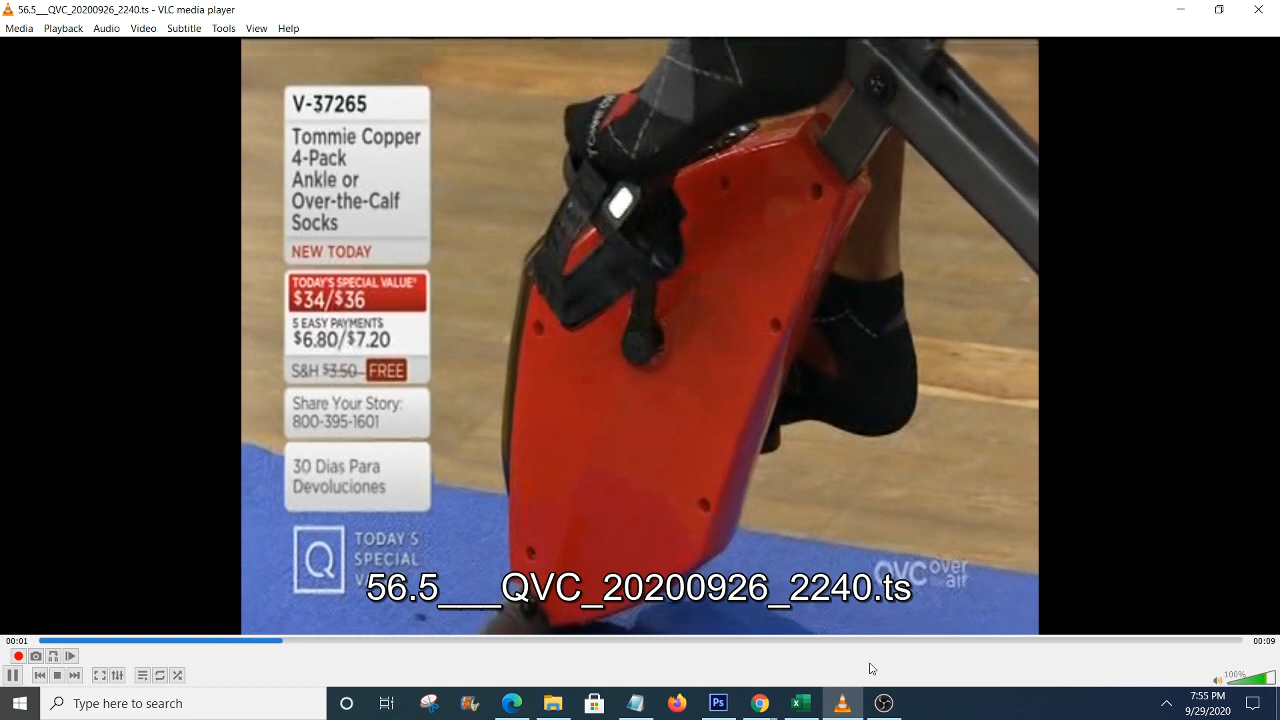 56.5___QVC_20200926_2240.ts - VLC media player
Media Playback Audio Video Subtitle Tools View Help
V-37265
Tommie Copper
4-Pack
Ankle or
Over-the-Calf
Socks
NEW TODAY
TODAY'S SPECIAL VALUE®
$34/$36
5 EASY PAYMENTS
$6.80/$7.20
S&H $3.50 FREE
Share Your Story:
800-395-1601
30 Dias Para
Devoluciones
Q
TODAY'S
SPECIAL
QVC over
air
56.5___QVC_20200926_2240.ts
00:01
00:09
100%
Type here to search
Ps
7:55 PM
9/29/2020